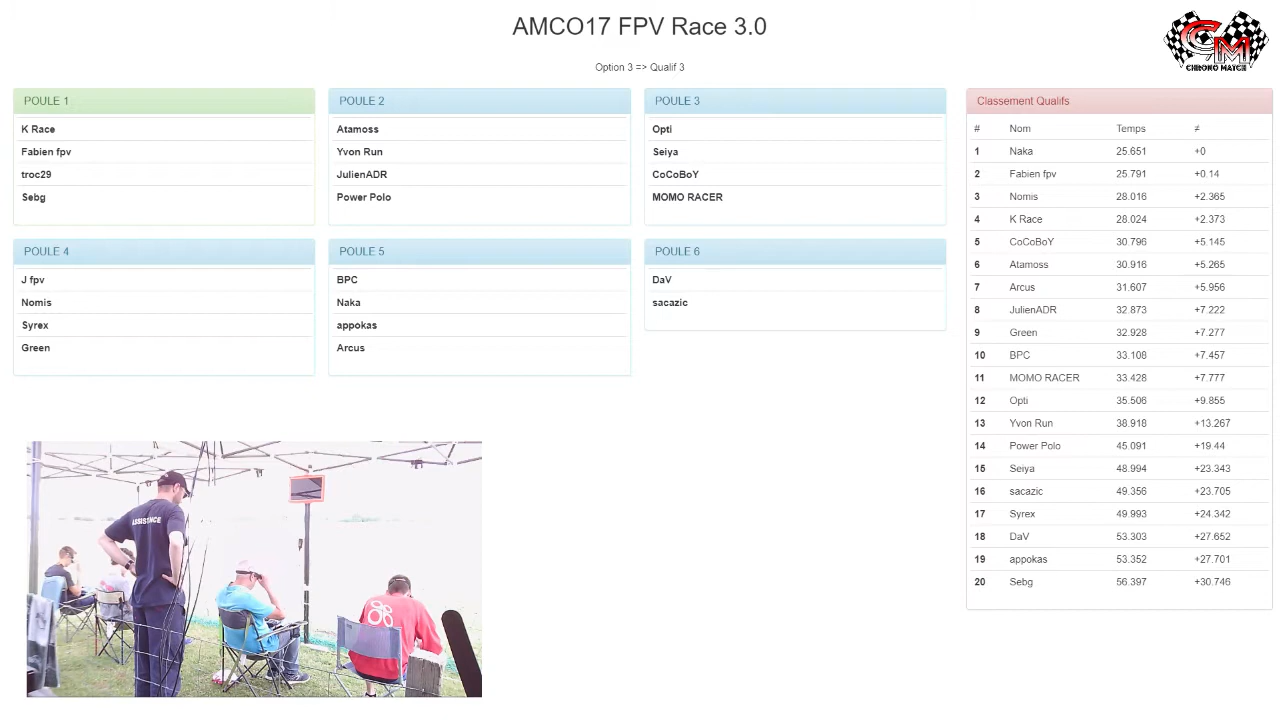 AMCO17 FPV Race 3.0
CM
CHRONO MATCH
Option 3 => Qualif 3
POULE 1
K Race
Fabien fpv
troc29
Sebg
POULE 2
Atamoss
Yvon Run
JulienADR
Power Polo
POULE 3
Opti
Seiya
CoCoBoY
MOMO RACER
POULE 4
J fpv
Nomis
Syrex
Green
POULE 5
BPC
Naka
appokas
Arcus
POULE 6
DaV
sacazic
Classement Qualifs
# Nom Temps ≠
1 Naka 25.651 +0
2 Fabien fpv 25.791 +0.14
3 Nomis 28.016 +2.365
4 K Race 28.024 +2.373
5 CoCoBoY 30.796 +5.145
6 Atamoss 30.916 +5.265
7 Arcus 31.607 +5.956
8 JulienADR 32.873 +7.222
9 Green 32.928 +7.277
10 BPC 33.108 +7.457
11 MOMO RACER 33.428 +7.777
12 Opti 35.506 +9.855
13 Yvon Run 38.918 +13.267
14 Power Polo 45.091 +19.44
15 Seiya 48.994 +23.343
16 sacazic 49.356 +23.705
17 Syrex 49.993 +24.342
18 DaV 53.303 +27.652
19 appokas 53.352 +27.701
20 Sebg 56.397 +30.746
ASSISTANCE